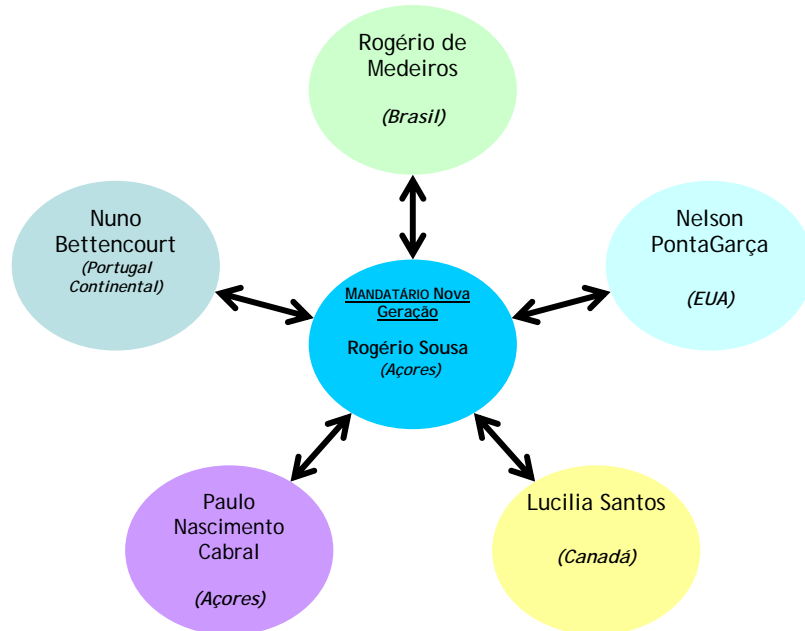 Rogério de
Medeiros
(Brasil)
Nuno
Bettencourt
(Portugal
Continental)
Nelson
PontaGarça
(EUA)
MANDATÁRIO Nova
Geração
Rogério Sousa
(Açores)
Paulo
Nascimento
Cabral
(Açores)
Lucilia Santos
(Canadá)